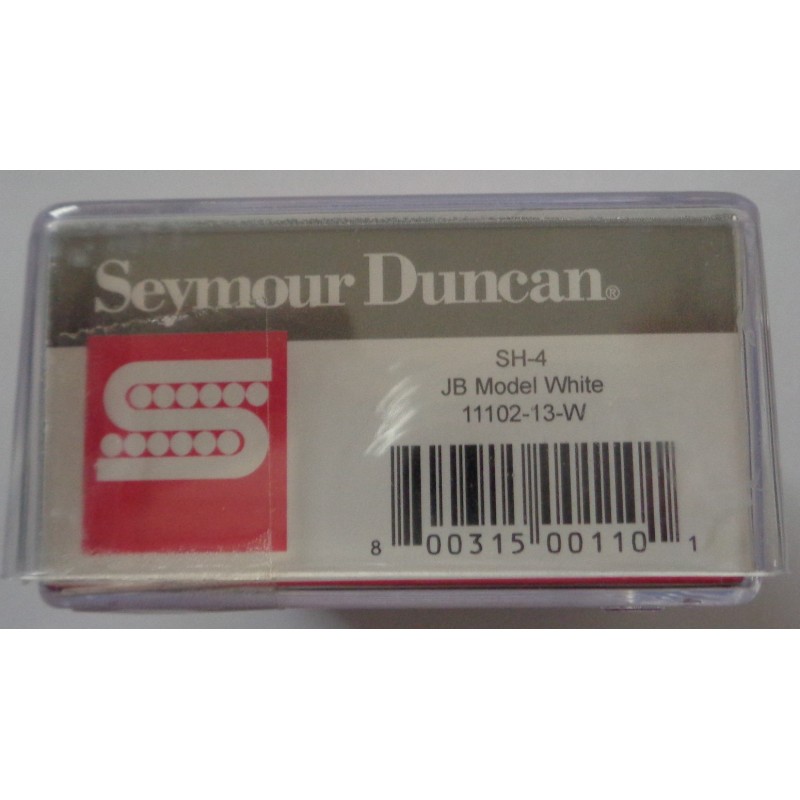 Seymour Duncan®
SH-4
JB Model White
11102-13-W
8 00315 00110 1